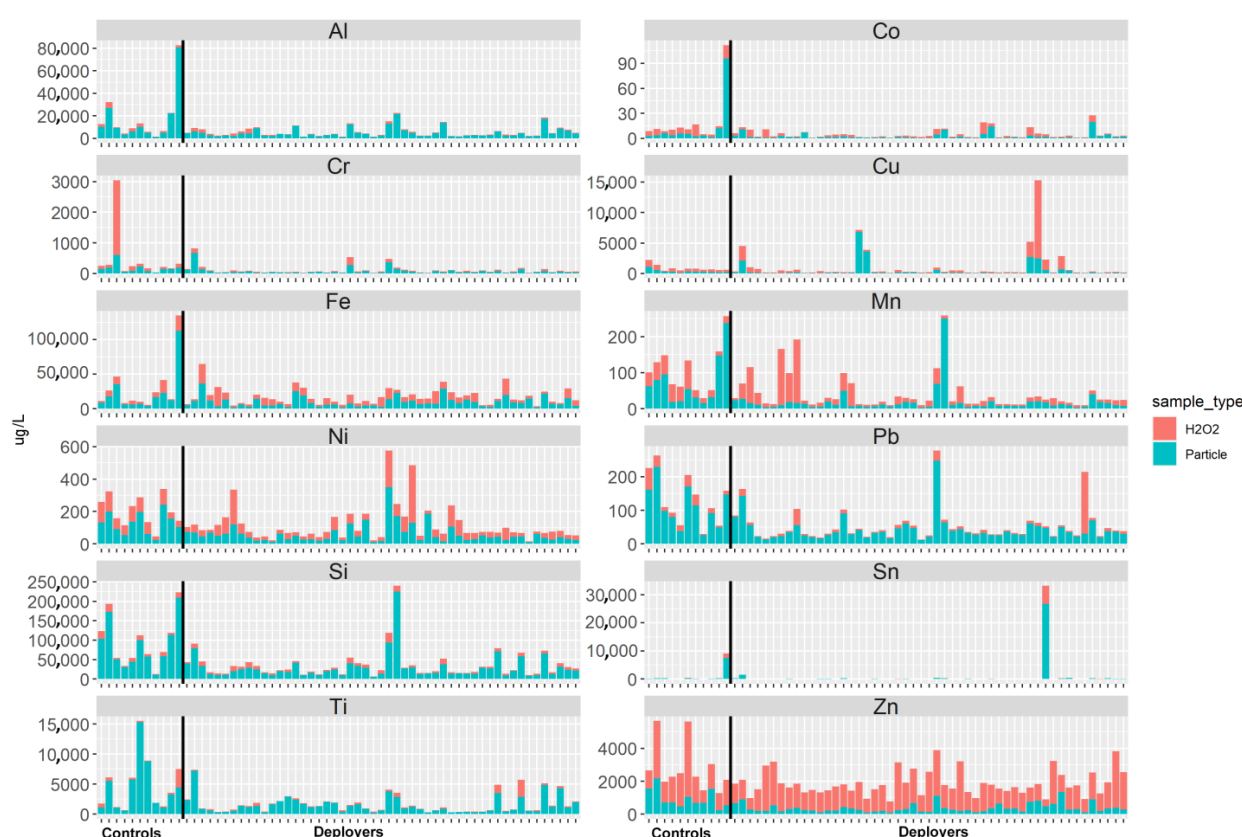 Al
Co
80,000
60,000
40,000
20,000
0
90
60
30
0
Cr
Cu
3000
2000
1000
0
15,000
10,000
5000
0
Fe
Mn
100,000
50,000
0
200
100
0
ug/L
Ni
Pb
600
400
200
0
200
100
0
sample_type
H2O2
Particle
Si
Sn
250,000
200,000
150,000
100,000
50,000
0
30,000
20,000
10,000
0
Ti
Zn
15,000
10,000
5000
0
4000
2000
0
Controls Deployers Controls Deployers